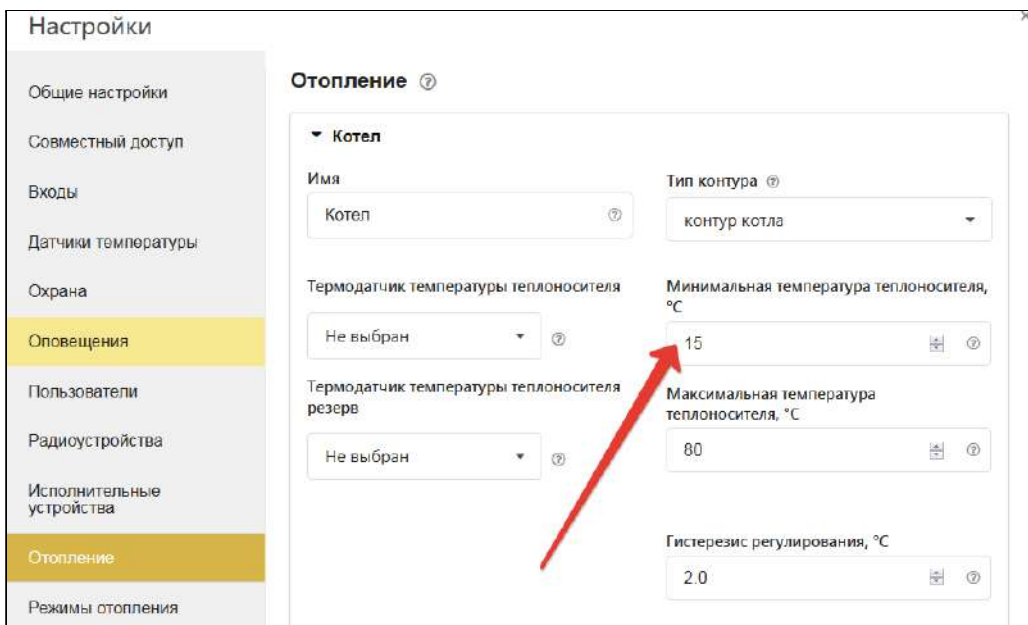 Настройки
Общие настройки
Совместный доступ
Входы
Датчики температуры
Охрана
Оповещения
Пользователи
Радиоустройства
Исполнительные
устройства
Отопление
Режимы отопления
Отопление
Котел
Имя
Котел
Тип контура
контур котла
Термодатчик температуры теплоносителя
Не выбран
Минимальная температура теплоносителя,
°C
15
Термодатчик температуры теплоносителя
резерв
Не выбран
Максимальная температура
теплоносителя, °C
80
Гистерезис регулирования, °C
2.0